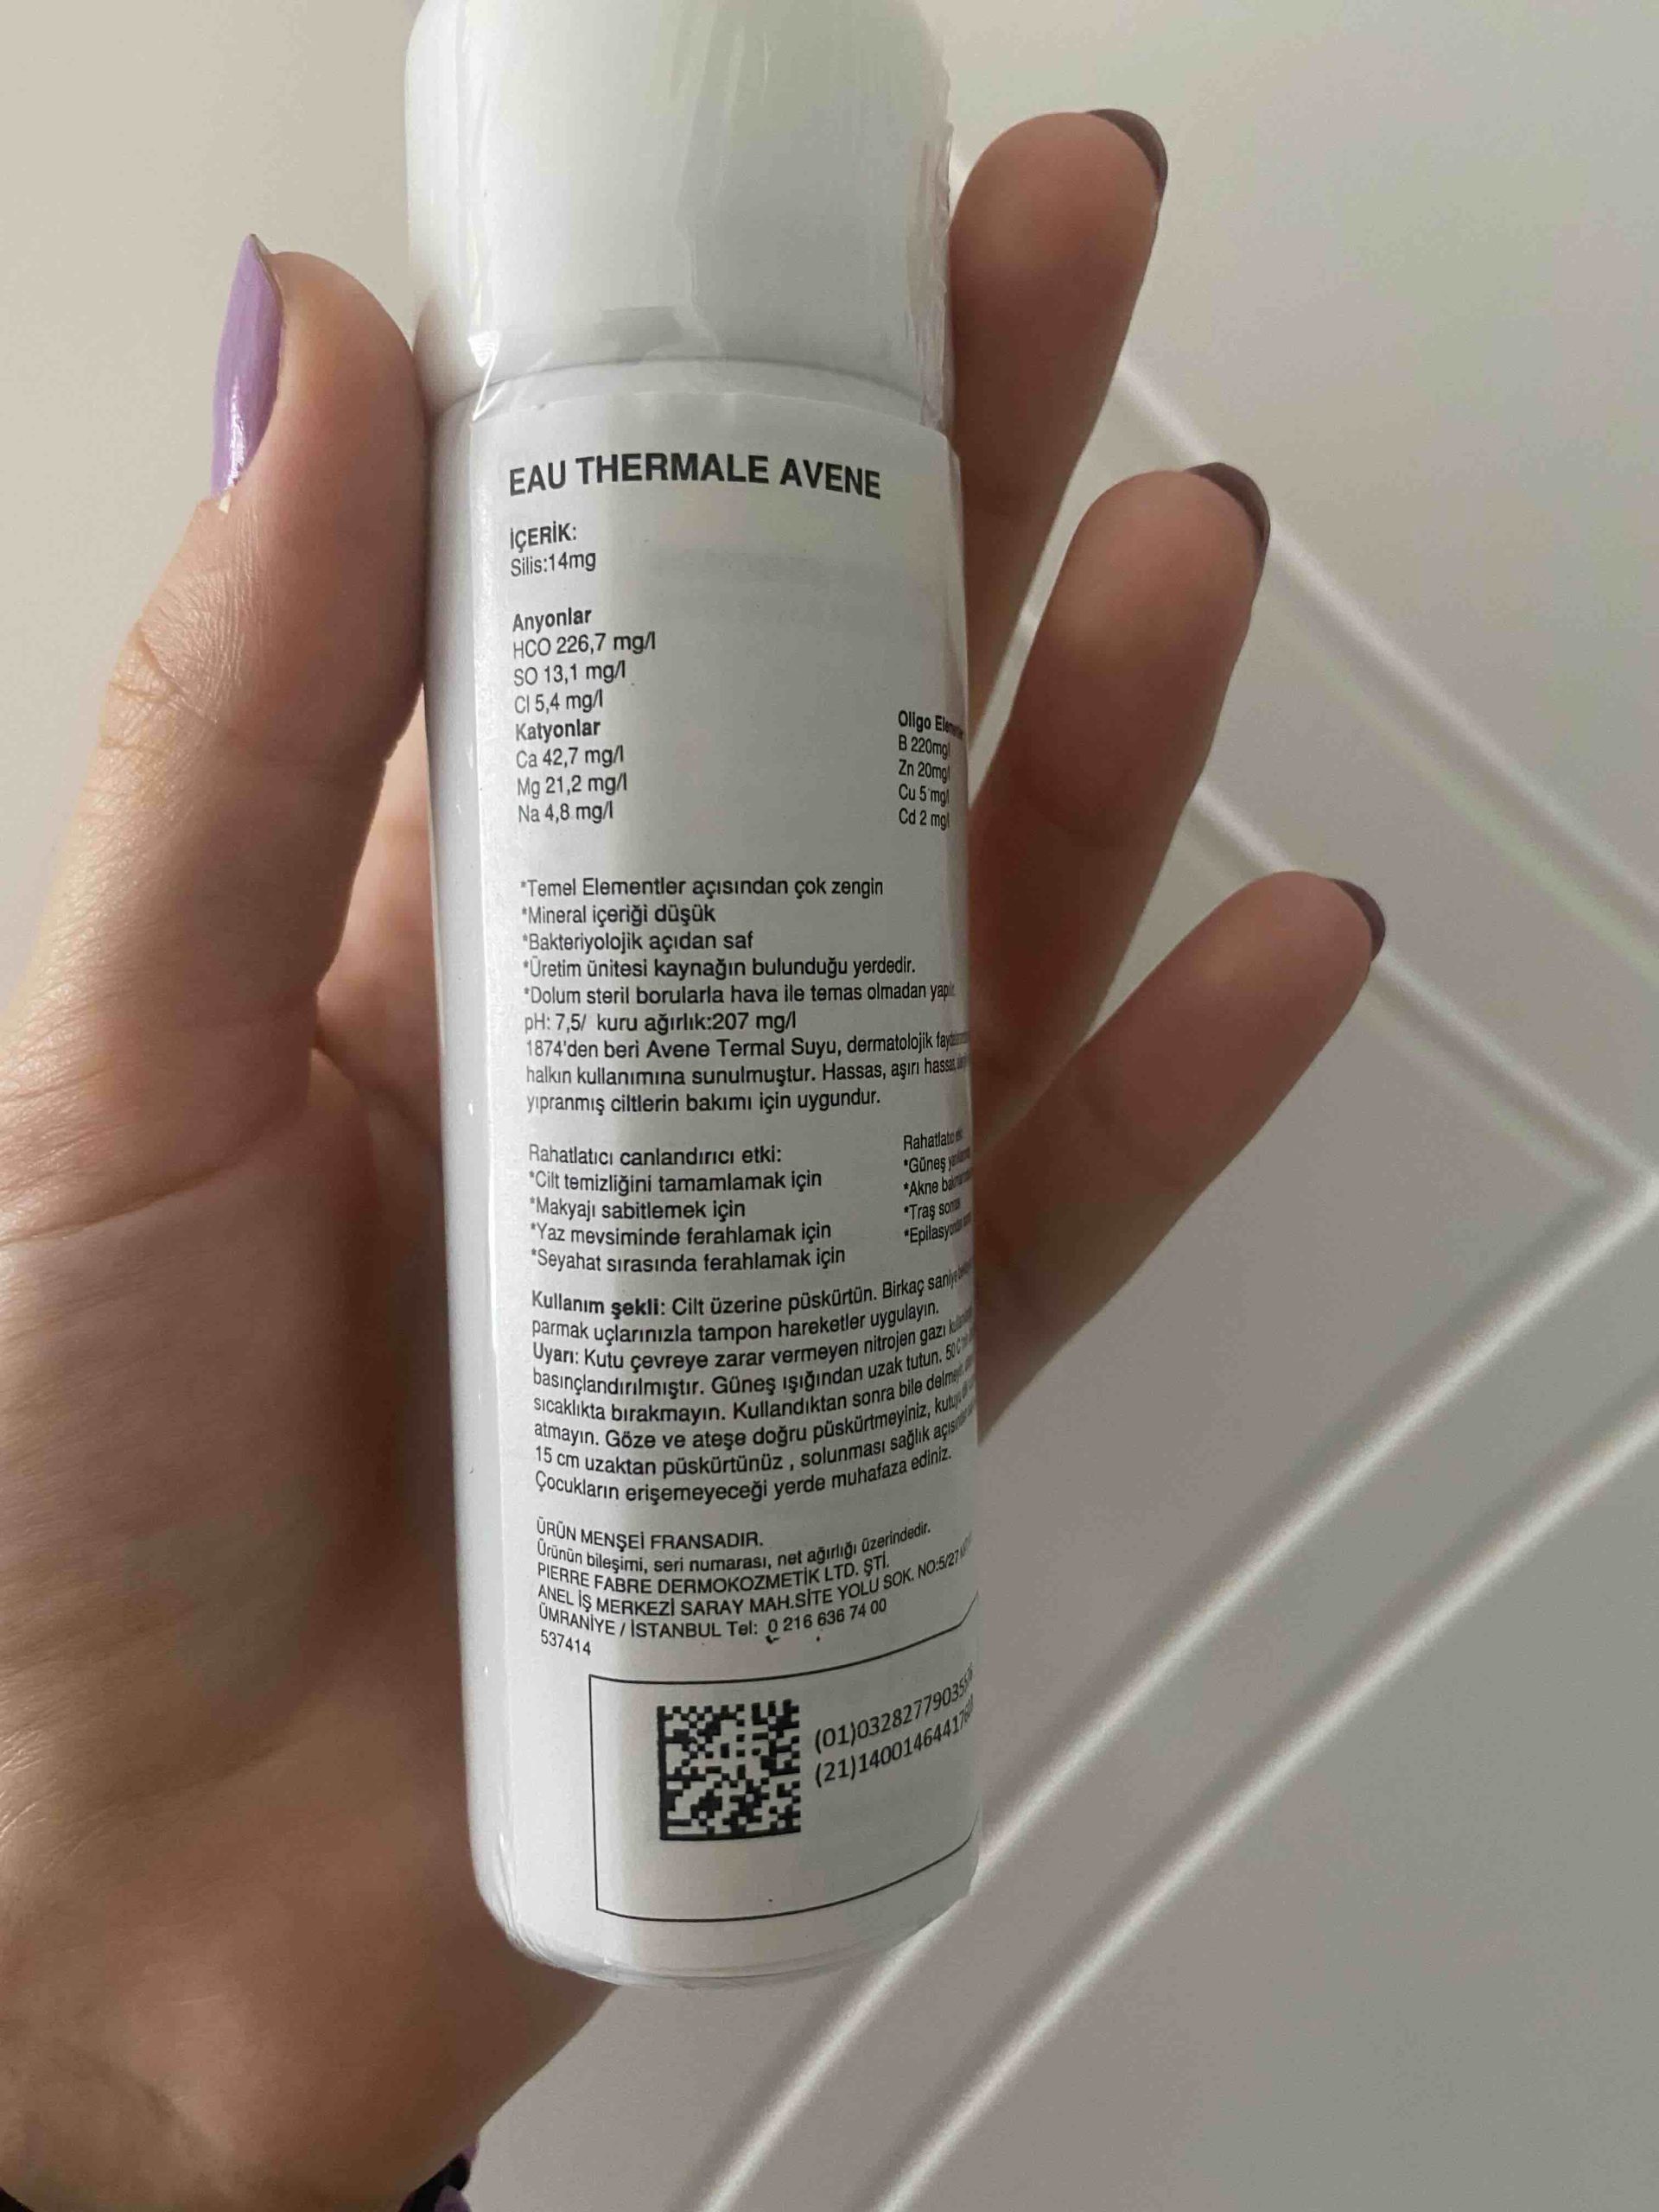 EAU THERMALE AVENE
İÇERİK:
Silis:14mg
Anyonlar
HCO 226,7 mg/l
SO 13,1 mg/l
Cl 5,4 mg/l
Katyonlar
Ca 42,7 mg/l
Mg 21,2 mg/l
Na 4,8 mg/l
Oligo
B 220mg/
Zn 20mg/
Cu 5 mg/
Cd 2 mg/
*Temel Elementler açısından çok zengin
*Mineral içeriği düşük
*Bakteriyolojik açıdan saf
*Üretim ünitesi kaynağın bulunduğu yerdedir.
*Dolum steril borularla hava ile temas olmadan
pH: 7,5/ kuru ağırlık:207 mg/l
1874'den beri Avene Termal Suyu, dermatolojik
halkın kullanımına sunulmuştur. Hassas, aşırı hassas,
yıpranmış ciltlerin bakımı için uygundur.
Rahatlatıcı canlandırıcı etki:
*Cilt temizliğini tamamlamak için
*Makyajı sabitlemek için
*Yaz mevsiminde ferahlamak için
*Seyahat sırasında ferahlamak için
*Güneş
*Akne
*Traş
Kullanım şekli: Cilt üzerine püskürtün. Birkaç saniye
parmak uçlarınızla tampon hareketler uygulayın.
Uyarı: Kutu çevreye zarar vermeyen nitrojen gazı
basınçlandırılmıştır. Güneş ışığından uzak tutun. 50 C
sıcaklıkta bırakmayın. Kullandıktan sonra bile
atmayın. Göze ve ateşe doğru püskürtmeyiniz,
15 cm uzaktan püskürtünüz , solunması sağlık
Çocukların erişemeyeceği yerde muhafaza ediniz.
ÜRÜN MENŞEİ FRANSADIR.
Ürünün bileşimi, seri numarası, net ağırlığı üzerindedir.
PIERRE FABRE DERMOKOZMETİK LTD. ŞTİ.
ANEL İŞ MERKEZİ SARAY MAH.SİTE YOLU SOK. NO:5/27
ÜMRANİYE / İSTANBUL Tel: 0 216 636 74 00
537414
(01)0328277903
(21)1400146441